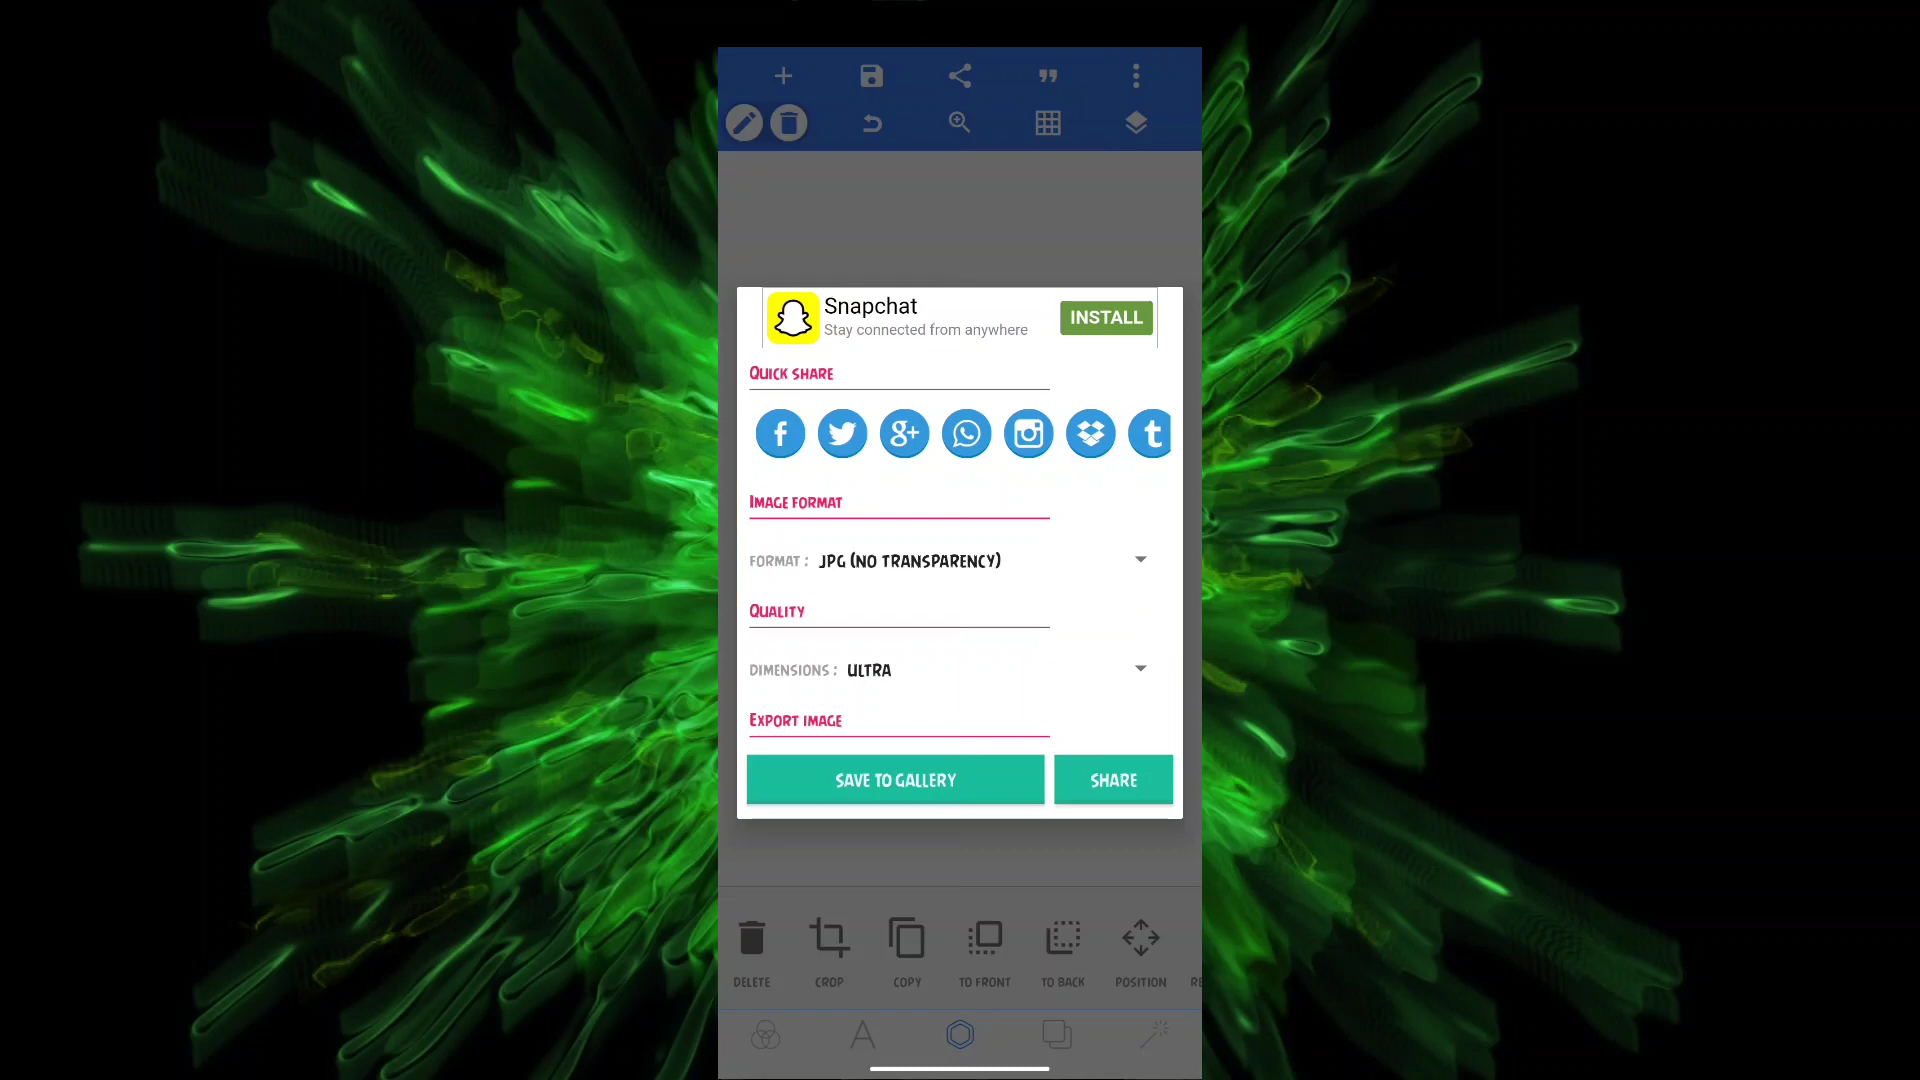 Snapchat
Stay connected from anywhere
INSTALL
QUICK SHARE
f
g+
t
IMAGE FORMAT
FORMAT : JPG (NO TRANSPARENCY)
QUALITY
DIMENSIONS : ULTRA
EXPORT IMAGE
SAVE TO GALLERY
SHARE
DELETE
CROP
COPY
TO FRONT
TO BACK
POSITION
RE
A